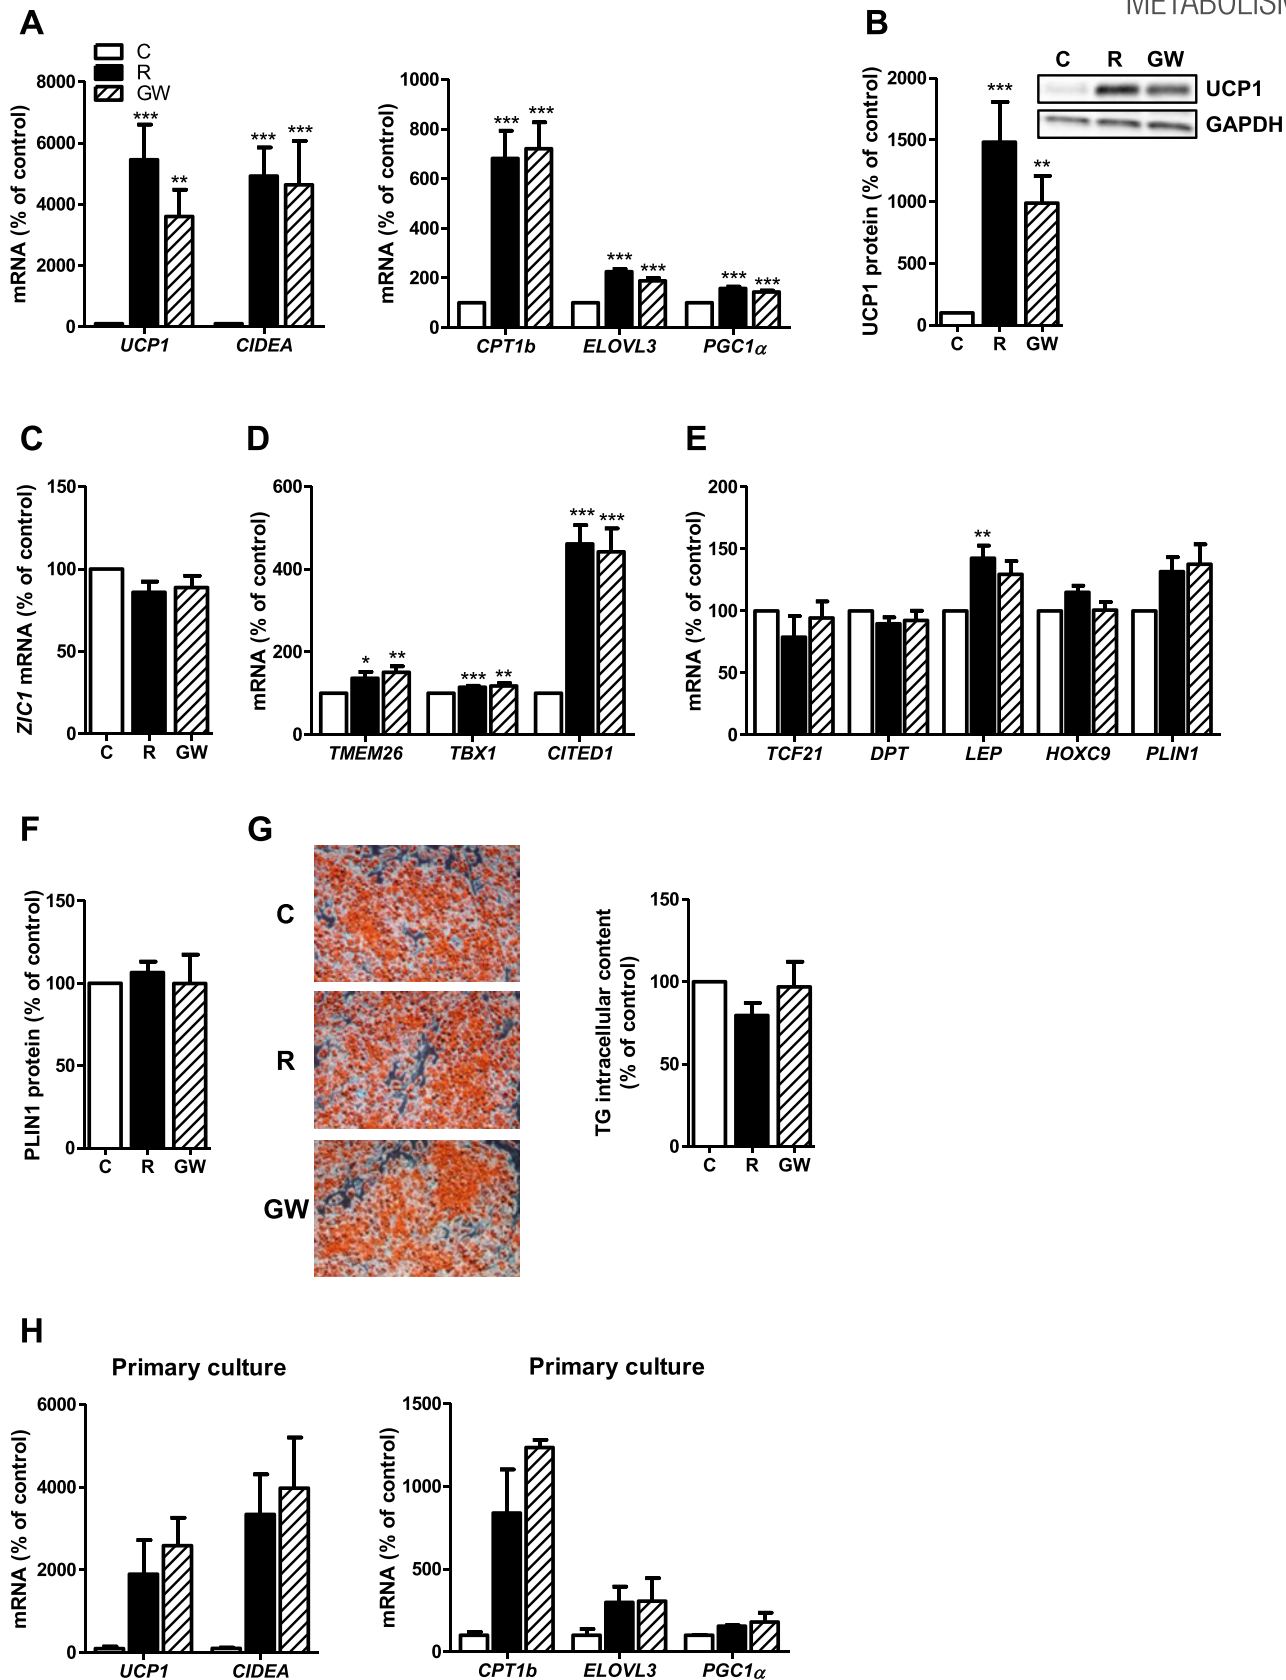 METABOLISM
A
B
C
R
GW
8000
6000
4000
2000
0
mRNA (% of control)
***
**
***
***
UCP1 CIDEA
1000
800
600
400
200
0
mRNA (% of control)
*** ***
*** ***
*** ***
CPT1b ELOVL3 PGC1α
2000
1500
1000
500
0
UCP1 protein (% of control)
***
**
C R GW
C R GW
UCP1
GAPDH
C
150
100
50
0
ZIC1 mRNA (% of control)
C R GW
D
600
400
200
0
mRNA (% of control)
* **
*** **
*** ***
TMEM26 TBX1 CITED1
E
200
150
100
50
0
mRNA (% of control)
**
TCF21 DPT LEP HOXC9 PLIN1
F
150
100
50
0
PLIN1 protein (% of control)
C R GW
G
C
R
GW
150
100
50
0
TG intracellular content
(% of control)
C R GW
H
Primary culture
6000
4000
2000
0
mRNA (% of control)
UCP1 CIDEA
Primary culture
1500
1000
500
0
mRNA (% of control)
CPT1b ELOVL3 PGC1α